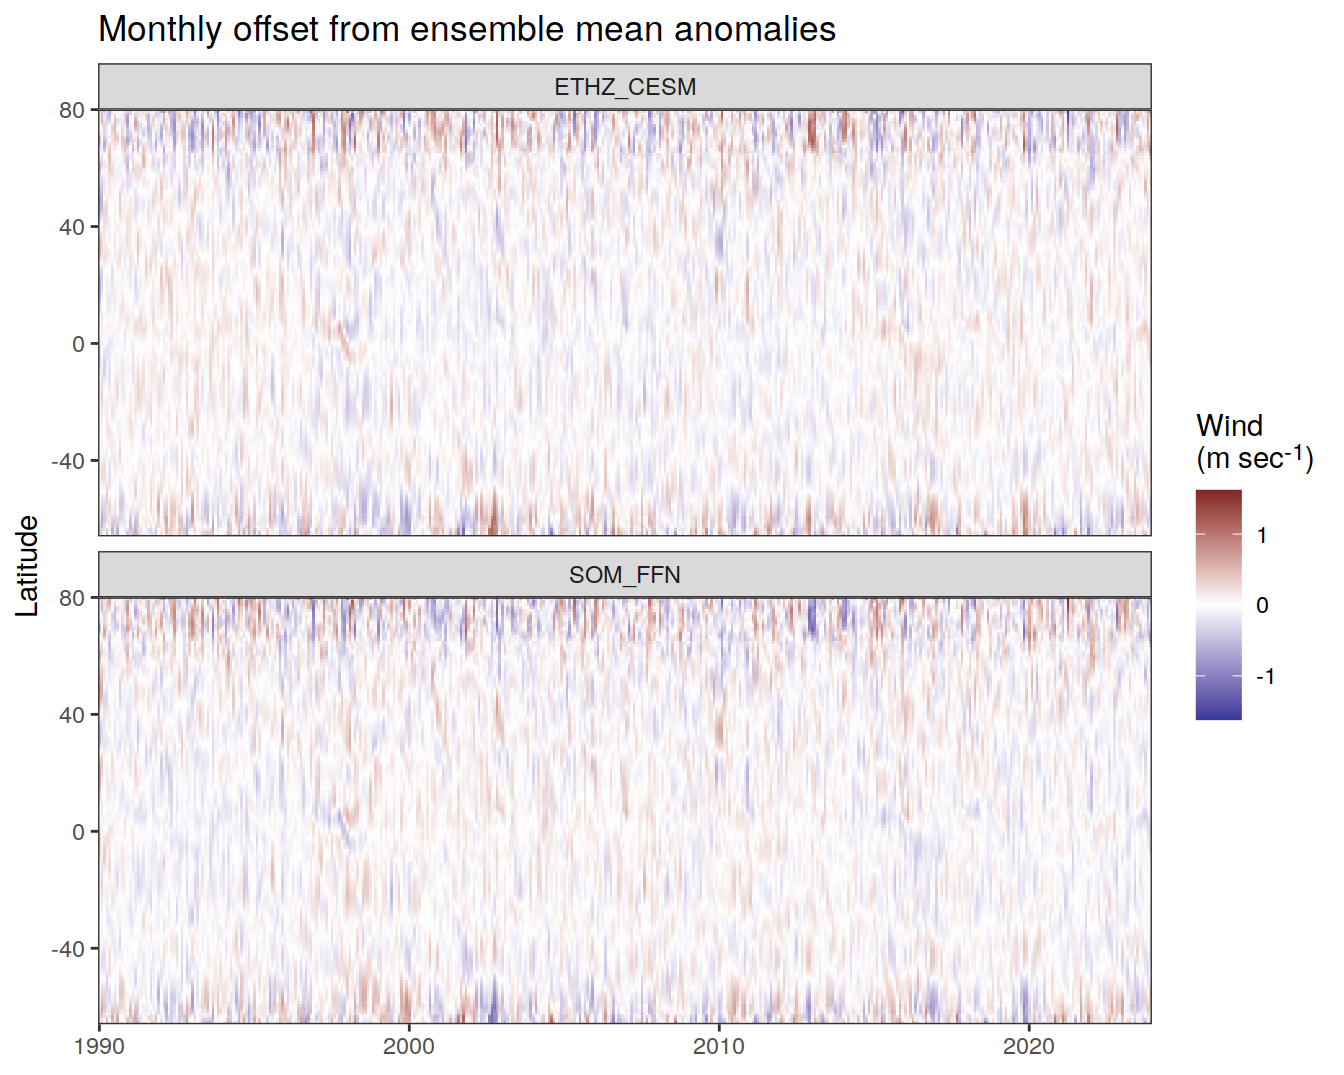 Monthly offset from ensemble mean anomalies
ETHZ_CESM
80
40
0
-40
SOM_FFN
80
40
0
-40
Latitude
1990
2000
2010
2020
Wind
(m sec-1)
1
0
-1